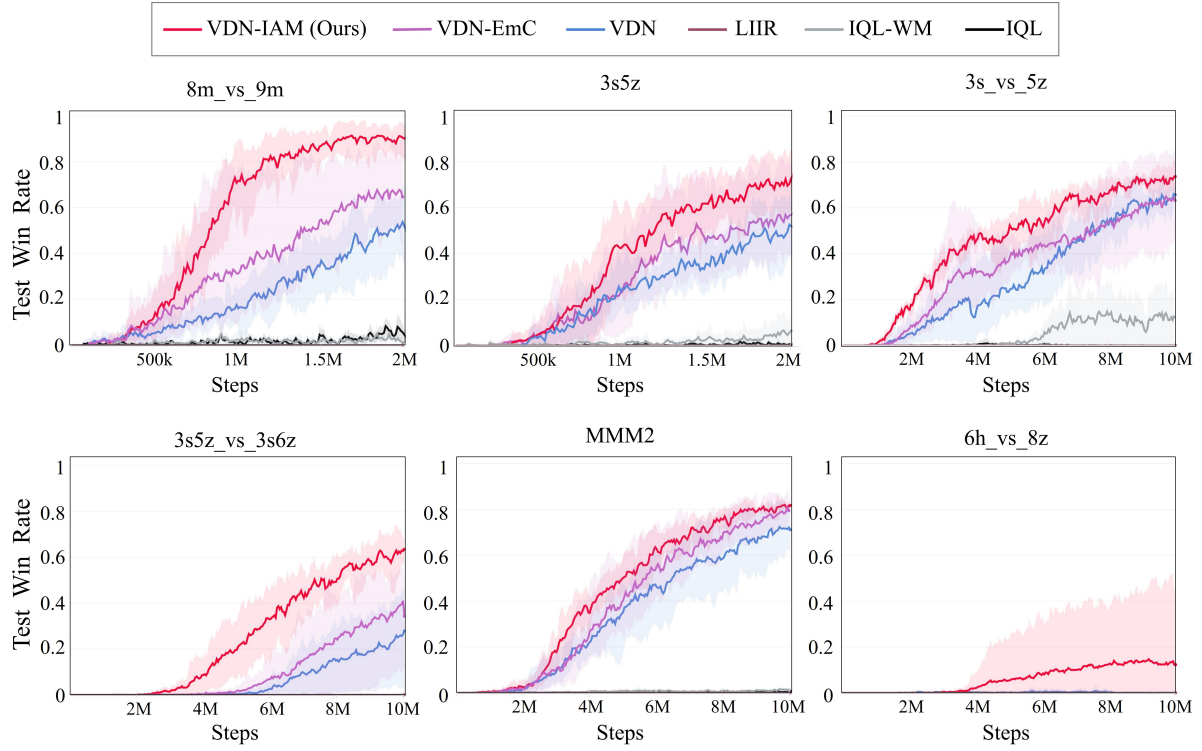 VDN-IAM (Ours) VDN-EmC VDN LIIR IQL-WM IQL
8m_vs_9m
1
0.8
0.6
0.4
0.2
0
500k 1M 1.5M 2M
Steps
Test Win Rate
3s5z
1
0.8
0.6
0.4
0.2
0
500k 1M 1.5M 2M
Steps
3s_vs_5z
1
0.8
0.6
0.4
0.2
0
2M 4M 6M 8M 10M
Steps
3s5z_vs_3s6z
1
0.8
0.6
0.4
0.2
0
2M 4M 6M 8M 10M
Steps
Test Win Rate
MMM2
1
0.8
0.6
0.4
0.2
0
2M 4M 6M 8M 10M
Steps
6h_vs_8z
1
0.8
0.6
0.4
0.2
0
2M 4M 6M 8M 10M
Steps